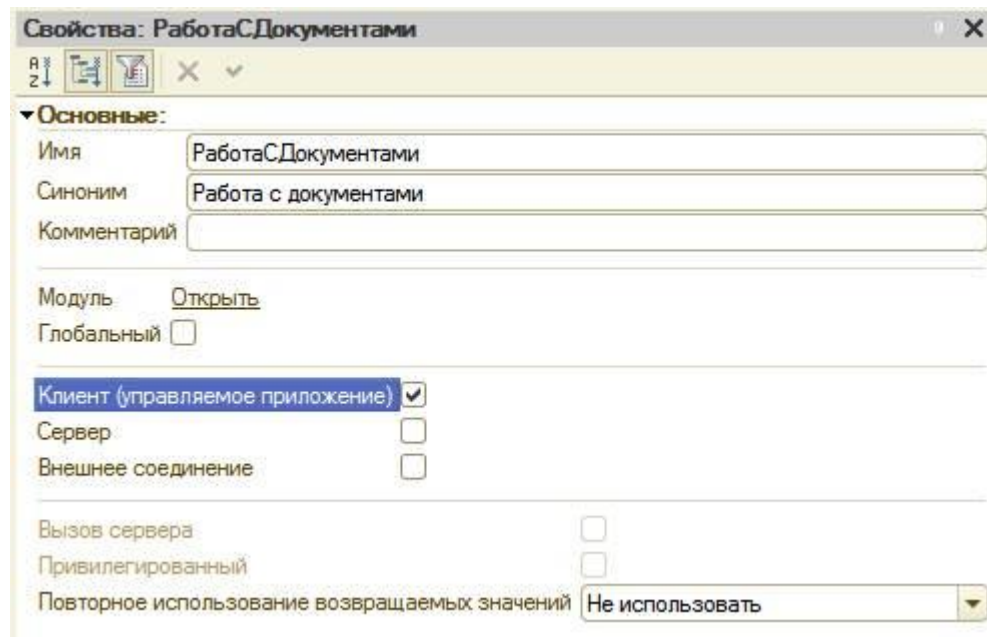 Свойства: РаботаСДокументами
Основные:
Имя РаботаСДокументами
Синоним Работа с документами
Комментарий
Модуль Открыть
Глобальный
Клиент (управляемое приложение)
Сервер
Внешнее соединение
Вызов сервера
Привилегированный
Повторное использование возвращаемых значений Не использовать